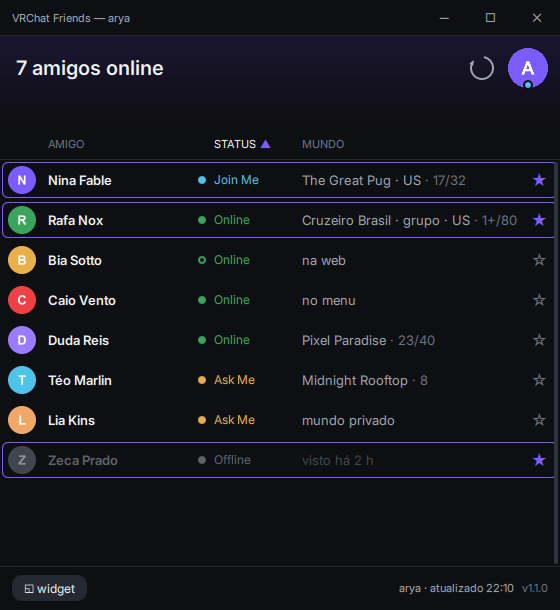 VRChat Friends — arya
7 amigos online
A
AMIGO STATUS ▲ MUNDO
N Nina Fable Join Me The Great Pug · US · 17/32 ★
R Rafa Nox Online Cruzeiro Brasil · grupo · US · 1+/80 ★
B Bia Sotto Online na web ☆
C Caio Vento Online no menu ☆
D Duda Reis Online Pixel Paradise · 23/40 ☆
T Téo Marlin Ask Me Midnight Rooftop · 8 ☆
L Lia Kins Ask Me mundo privado ☆
Z Zeca Prado Offline visto há 2 h ★
◱ widget arya · atualizado 22:10 v1.1.0